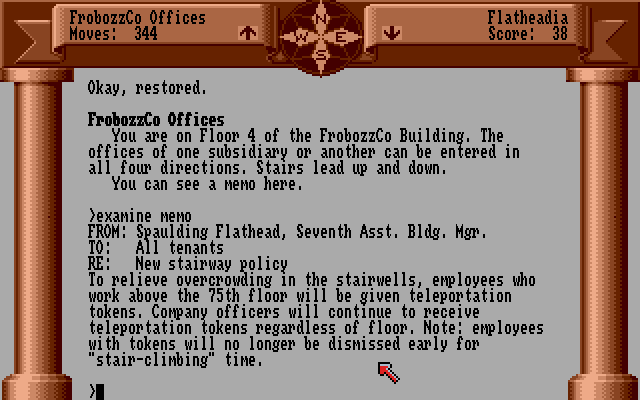 FrobozzCo Offices
Moves: 344
Flatheadia
Score: 38
N
W E
S
Okay, restored.
FrobozzCo Offices
You are on Floor 4 of the FrobozzCo Building. The
offices of one subsidiary or another can be entered in
all four directions. Stairs lead up and down.
You can see a memo here.
>examine memo
FROM: Spaulding Flathead, Seventh Asst. Bldg. Mgr.
TO: All tenants
RE: New stairway policy
To relieve overcrowding in the stairwells, employees who
work above the 75th floor will be given teleportation
tokens. Company officers will continue to receive
teleportation tokens regardless of floor. Note: employees
with tokens will no longer be dismissed early for
"stair-climbing" time.
>